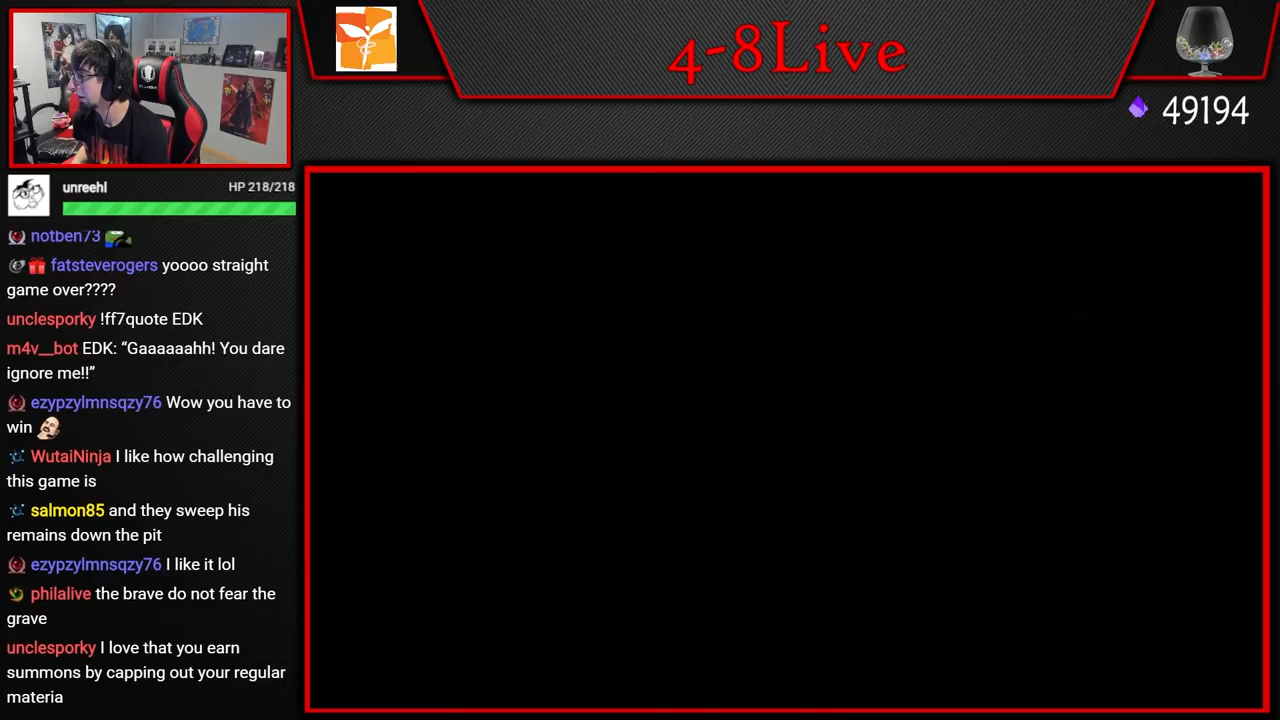 4-8Live
49194
unreehl HP 218/218
notben73
fatsteverogers yoooo straight
game over????
unclesporky !ff7quote EDK
m4v__bot EDK: “Gaaaaaahh! You dare
ignore me!!”
ezypzylmnsqzy76 Wow you have to
win
WutaiNinja I like how challenging
this game is
salmon85 and they sweep his
remains down the pit
ezypzylmnsqzy76 I like it lol
philalive the brave do not fear the
grave
unclesporky I love that you earn
summons by capping out your regular
materia